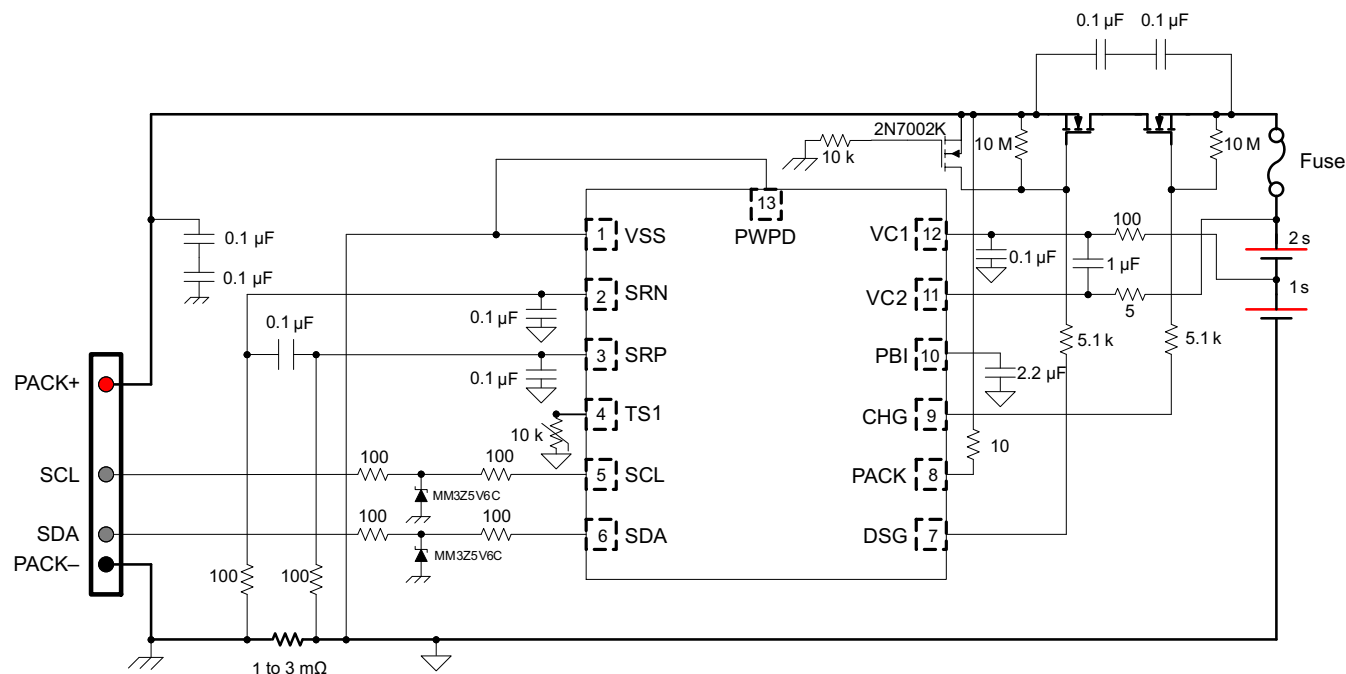 0.1 µF 0.1 µF
2N7002K
10 k
10 M
10 M
Fuse
13
PWPD
0.1 µF
0.1 µF
1 VSS
VC1 12
100
0.1 µF
1 µF
2 s
2 SRN
VC2 11
5
1 s
0.1 µF
0.1 µF
3 SRP
0.1 µF
PBI 10
2.2 µF
5.1 k
5.1 k
PACK+
4 TS1
10 k
CHG 9
10
SCL
100
100
MM3Z5V6C
5 SCL
PACK 8
SDA
100
100
MM3Z5V6C
6 SDA
DSG 7
PACK–
100
100
1 to 3 mΩ